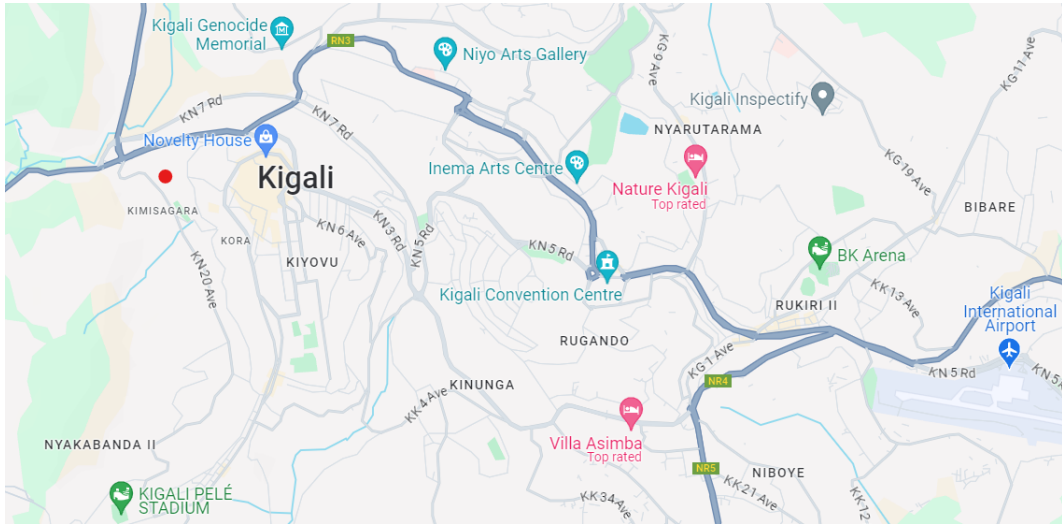 Kigali Genocide
Memorial
RN3
Niyo Arts Gallery
KG 9 Ave
KG 11 Ave
Kigali Inspectify
KN 7 Rd
KN 7 Rd
NYARUTARAMA
Novelty House
Inema Arts Centre
KG 19 Ave
Kigali
Nature Kigali
Top rated
KIMISAGARA
BIBARE
KORA
KN 6 Ave
KN 3 Rd
KN 5 Rd
KN 5 Rd
BK Arena
KIYOVU
KN 20 Ave
Kigali Convention Centre
KK 13 Ave
Kigali
International
Airport
RUKIRI II
RUGANDO
KG 1 Ave
KN 5 Rd
KN 5
NR4
KINUNGA
KK 4 Ave
Villa Asimba
Top rated
NYAKABANDA II
NR5
NIBOYE
KK 21 Ave
KIGALI PELÉ
STADIUM
KK 34 Ave
KK 12